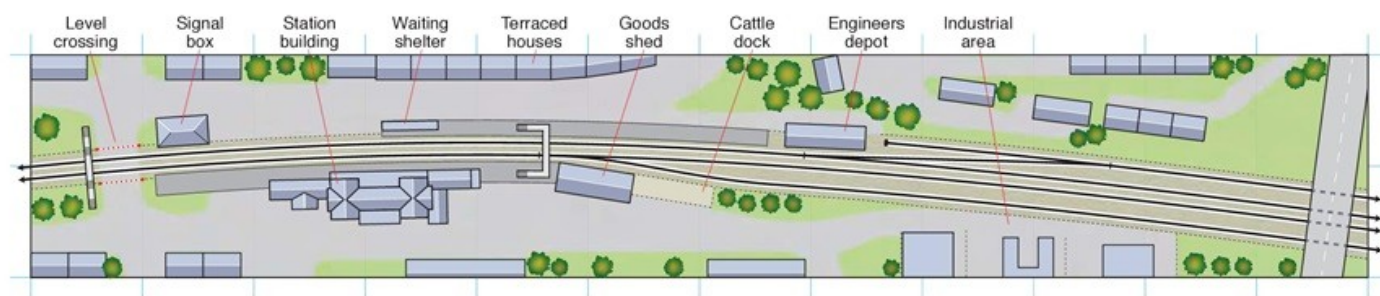 Level
crossing
Signal
box
Station
building
Waiting
shelter
Terraced
houses
Goods
shed
Cattle
dock
Engineers
depot
Industrial
area